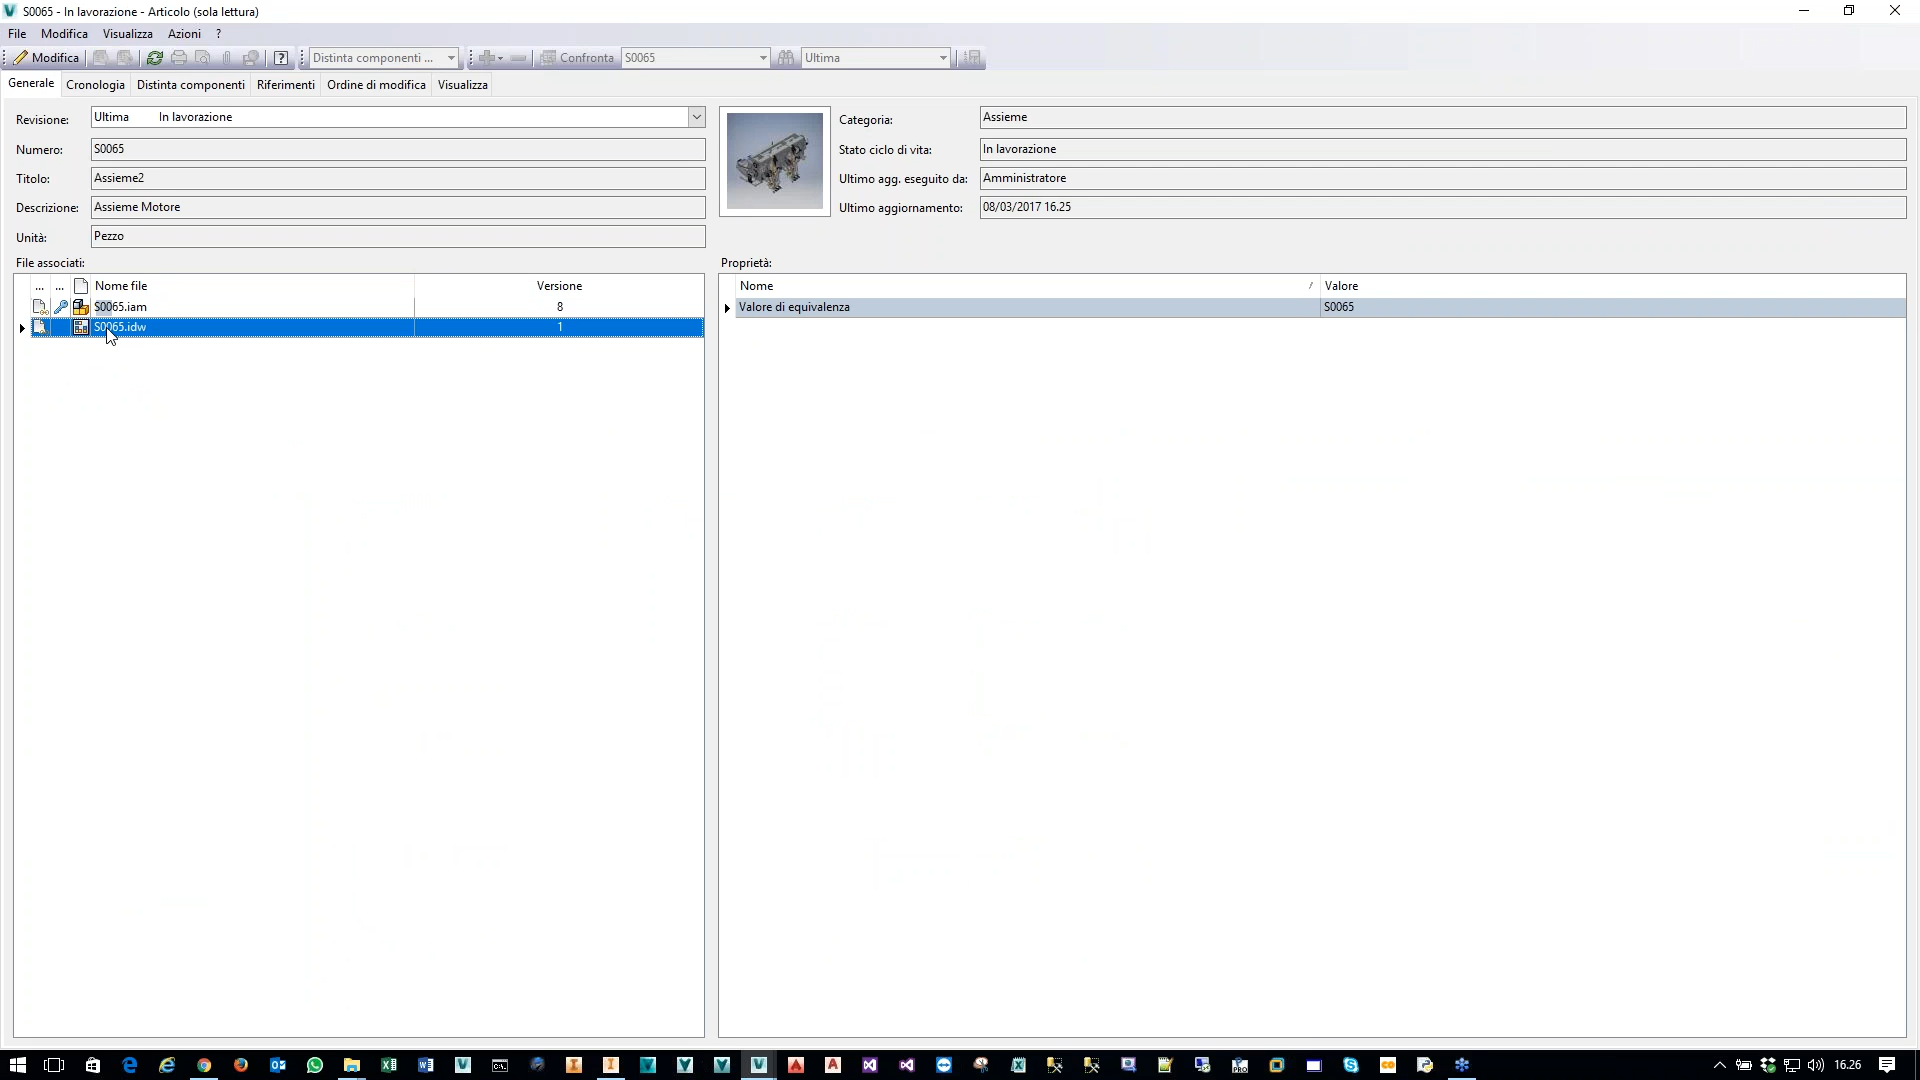 S0065 - In lavorazione - Articolo (sola lettura)
File Modifica Visualizza Azioni ?
Modifica Distinta componenti ... Confronta S0065 Ultima
Generale Cronologia Distinta componenti Riferimenti Ordine di modifica Visualizza
Revisione: Ultima In lavorazione
Numero: S0065
Titolo: Assieme2
Descrizione: Assieme Motore
Unità: Pezzo
Categoria: Assieme
Stato ciclo di vita: In lavorazione
Ultimo agg. eseguito da: Amministratore
Ultimo aggiornamento: 08/03/2017 16.25
File associati:
... ... Nome file Versione
S0065.iam 8
S0065.idw 1
Proprietà:
Nome / Valore
Valore di equivalenza S0065
16.26